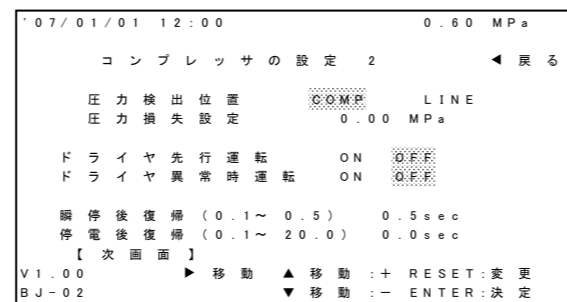 '07/01/01 12:00 0.60 MPa
コンプレッサの設定 2 ◀戻る
圧力検出位置 COMP LINE
圧力損失設定 0.00 MPa
ドライヤ先行運転 ON OFF
ドライヤ異常時運転 ON OFF
瞬停後復帰(0.1~ 0.5) 0.5sec
停電後復帰(0.1~ 20.0) 0.0sec
【 次画面 】
V1.00 ▶ 移動 ▲ 移動 :+ RESET:変更
BJ-02 ▼ 移動 :- ENTER:決定